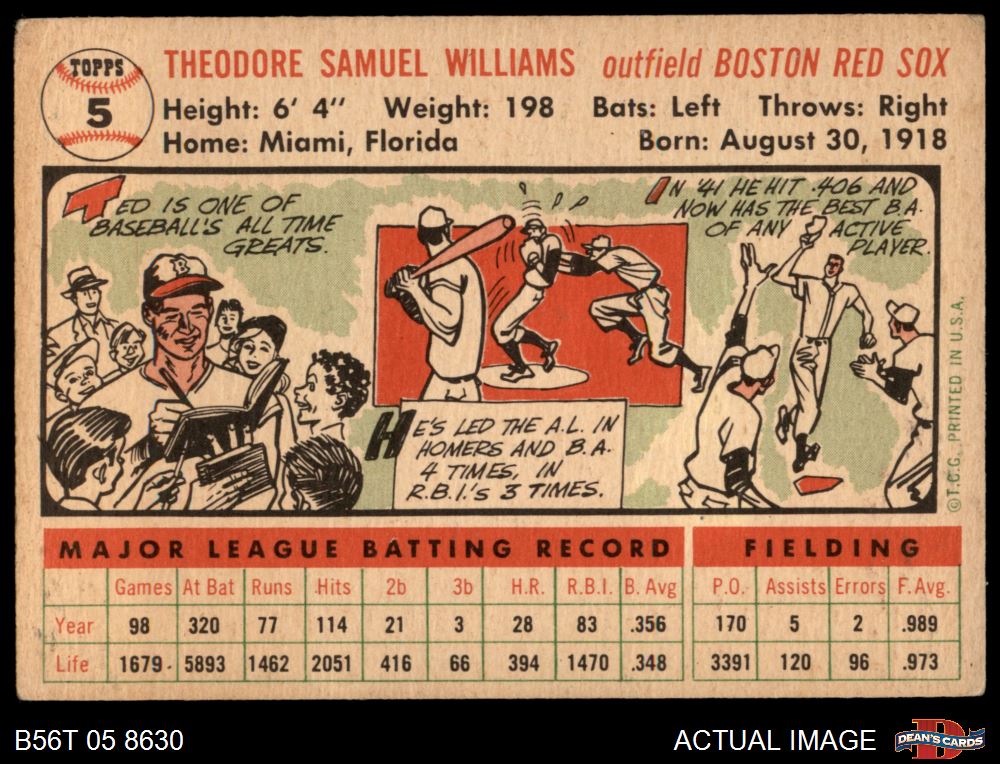 TOPPS
5
THEODORE SAMUEL WILLIAMS outfield BOSTON RED SOX
Height: 6' 4" Weight: 198 Bats: Left Throws: Right
Home: Miami, Florida Born: August 30, 1918
TED IS ONE OF
BASEBALL'S ALL TIME
GREATS.
B
HE'S LED THE A.L. IN
HOMERS AND B.A.
4 TIMES, IN
R.B.I.'s 3 TIMES.
IN '41 HE HIT .406 AND
NOW HAS THE BEST B.A.
OF ANY ACTIVE
PLAYER.
© T.C.G. PRINTED IN U.S.A.
MAJOR LEAGUE BATTING RECORD FIELDING
Games At Bat Runs Hits 2b 3b H.R. R.B.I. B. Avg P.O. Assists Errors F. Avg.
Year 98 320 77 114 21 3 28 83 .356 170 5 2 .989
Life 1679 5893 1462 2051 416 66 394 1470 .348 3391 120 96 .973
B56T 05 8630 ACTUAL IMAGE D
DEAN'S CARDS